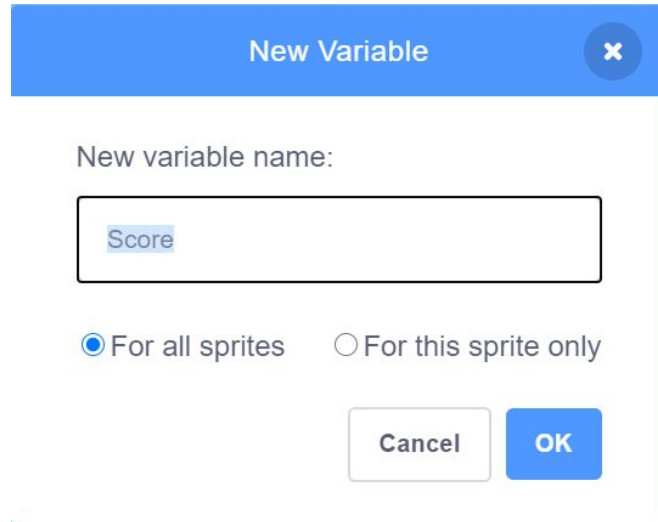 New Variable
New variable name:
Score
For all sprites For this sprite only
Cancel OK